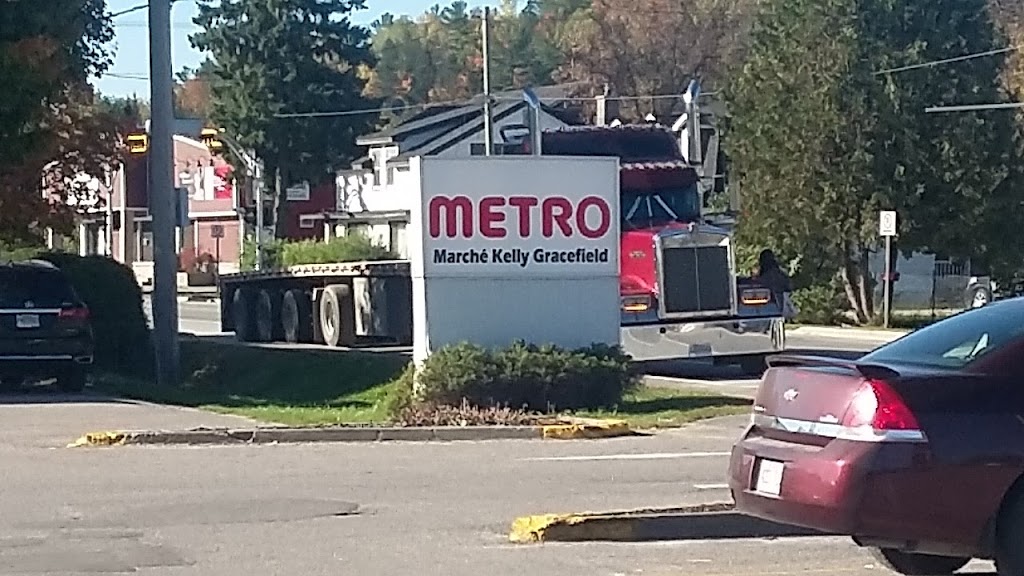 METRO
Marché Kelly Gracefield